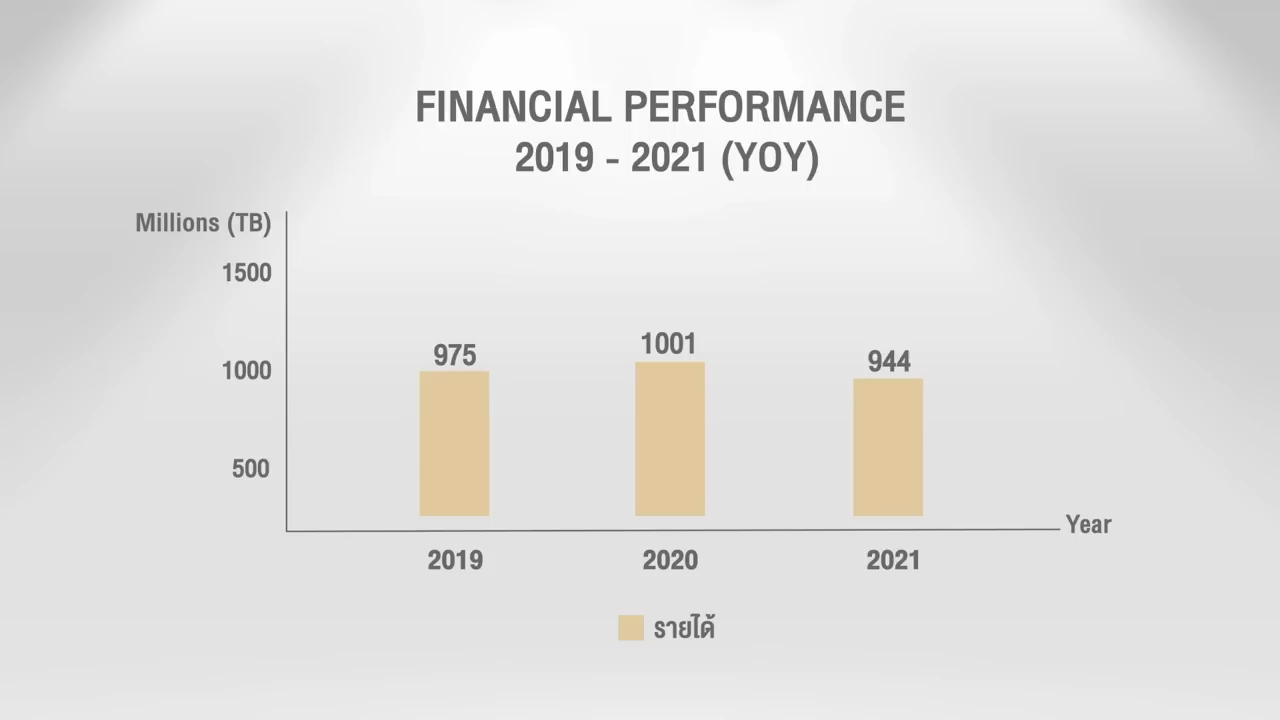 FINANCIAL PERFORMANCE
2019 - 2021 (YOY)
Millions (TB)
1500
1000
500
975
1001
944
Year
2019
2020
2021
รายได้